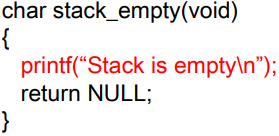 char stack_empty(void)
{
printf(“Stack is empty\n”);
return NULL;
}